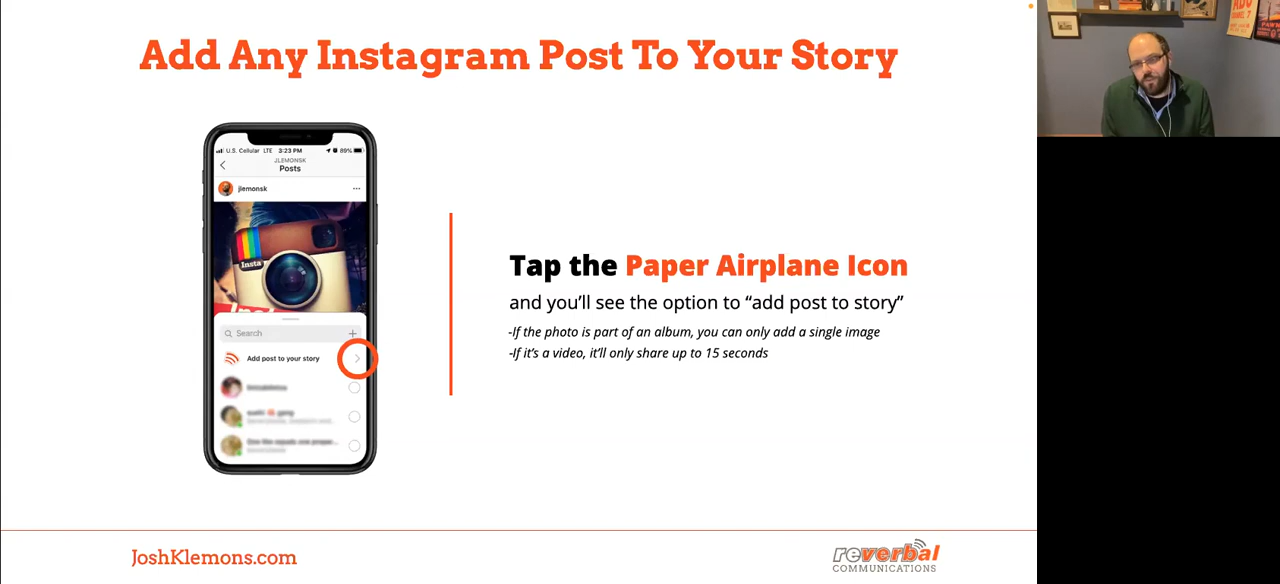 Add Any Instagram Post To Your Story
U.S. Cellular LTE 3:23 PM 89%
JLEMONSK
Posts
jlemonsk
Insta
Search
Add post to your story
Tap the Paper Airplane Icon
and you’ll see the option to “add post to story”
-If the photo is part of an album, you can only add a single image
-If it’s a video, it’ll only share up to 15 seconds
JoshKlemons.com
reverbal
COMMUNICATIONS